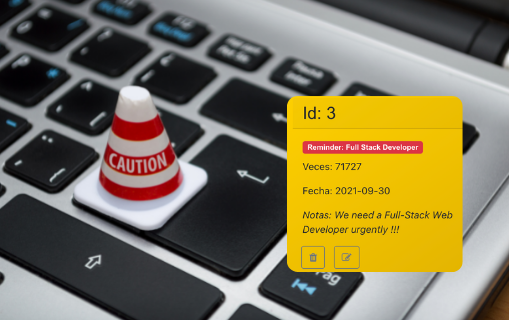 CAUTION
Id: 3
Reminder: Full Stack Developer
Veces: 71727
Fecha: 2021-09-30
Notas: We need a Full-Stack Web
Developer urgently !!!